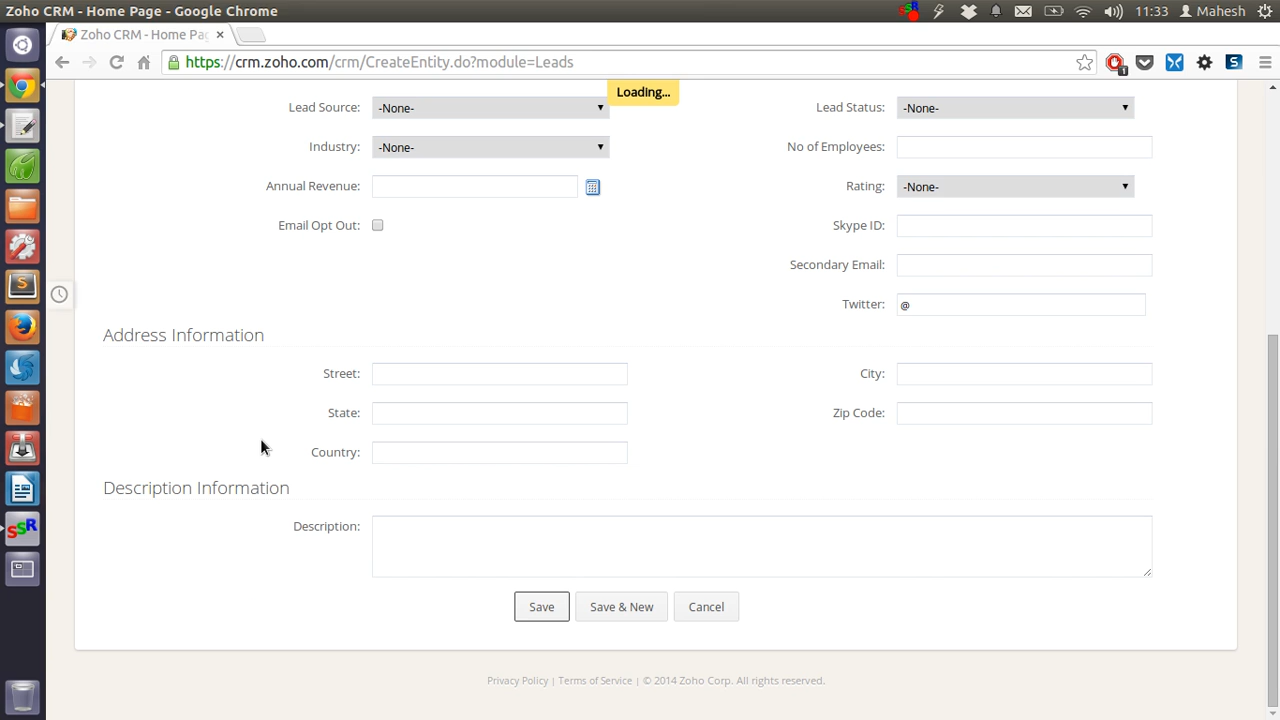 Zoho CRM - Home Page - Google Chrome
11:33 Mahesh
Zoho CRM - Home Pag
https://crm.zoho.com/crm/CreateEntity.do?module=Leads
1
Loading...
Lead Source: -None- Lead Status: -None-
Industry: -None- No of Employees:
Annual Revenue: Rating: -None-
Email Opt Out: Skype ID:
Secondary Email:
Twitter: @
Address Information
Street: City:
State: Zip Code:
Country:
Description Information
Description:
Save Save & New Cancel
Privacy Policy | Terms of Service | © 2014 Zoho Corp. All rights reserved.